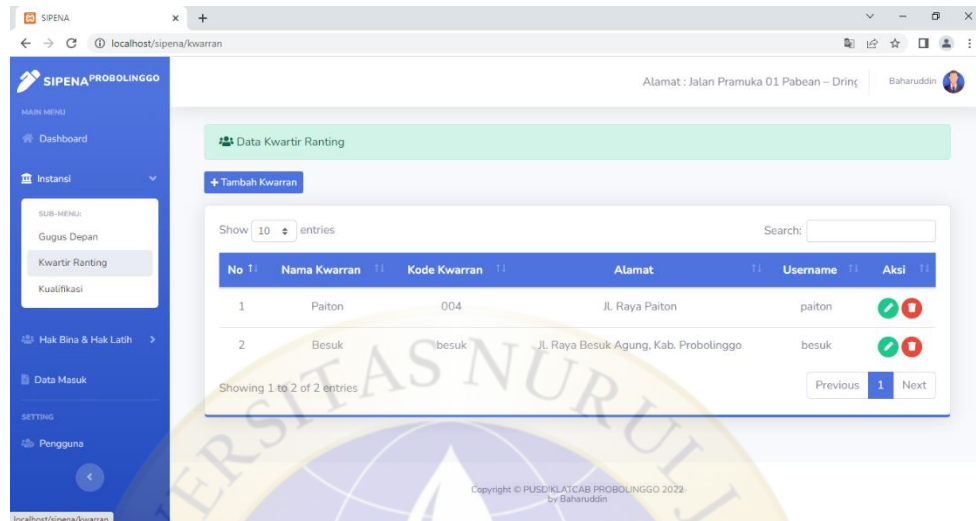 SIPENA
localhost/sipena/kwarran
SIPENA PROBOLINGGO
Alamat : Jalan Pramuka 01 Pabean – Dring
Baharuddin
MAIN MENU
Dashboard
Instansi
SUB-MENU:
Gugus Depan
Kwartir Ranting
Kualifikasi
Hak Bina & Hak Latih
Data Masuk
SETTING
Pengguna
Data Kwartir Ranting
+ Tambah Kwarran
Show 10 entries
Search:
No Nama Kwarran Kode Kwarran Alamat Username Aksi
1 Paiton 004 JL. Raya Paiton paiton
2 Besuk besuk JL. Raya Besuk Agung, Kab. Probolinggo besuk
Showing 1 to 2 of 2 entries
Previous 1 Next
Copyright © PUSDIKLATCAB PROBOLINGGO 2022
by Baharuddin
localhost/sipena/kwarran